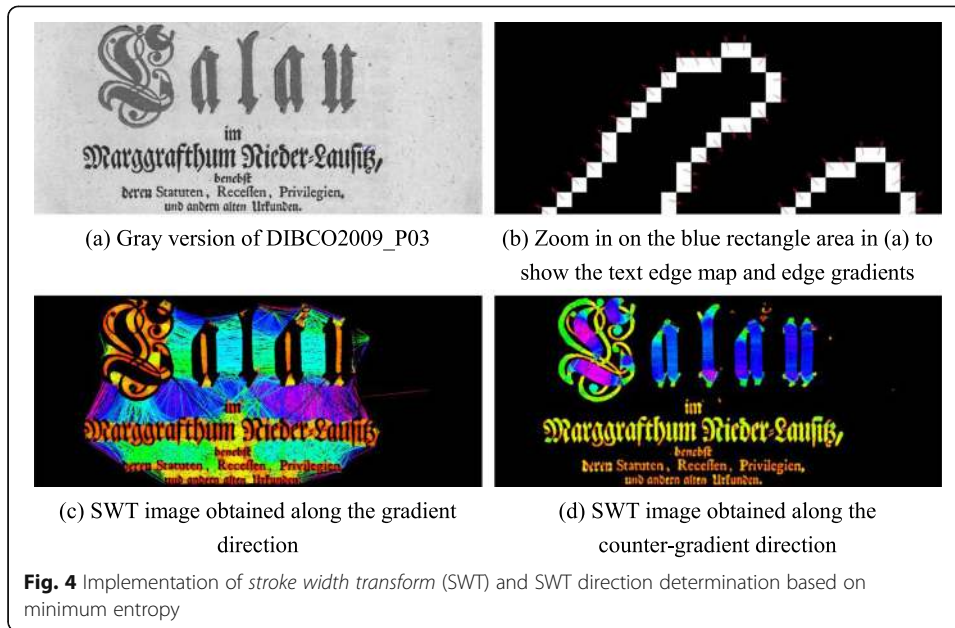 Calau
im
Marggrafthum Nieder-Lausitz,
benebst
deren Statuten, Recessen, Privilegien,
und andern alten Urkunden.
(a) Gray version of DIBCO2009_P03
(b) Zoom in on the blue rectangle area in (a) to
show the text edge map and edge gradients
Calau
im
Marggrafthum Nieder-Lausitz,
benebst
deren Statuten, Recessen, Privilegien,
und andern alten Urkunden.
(c) SWT image obtained along the gradient
direction
Calau
im
Marggrafthum Nieder-Lausitz,
benebst
deren Statuten, Recessen, Privilegien,
und andern alten Urkunden.
(d) SWT image obtained along the
counter-gradient direction
Fig. 4 Implementation of stroke width transform (SWT) and SWT direction determination based on
minimum entropy